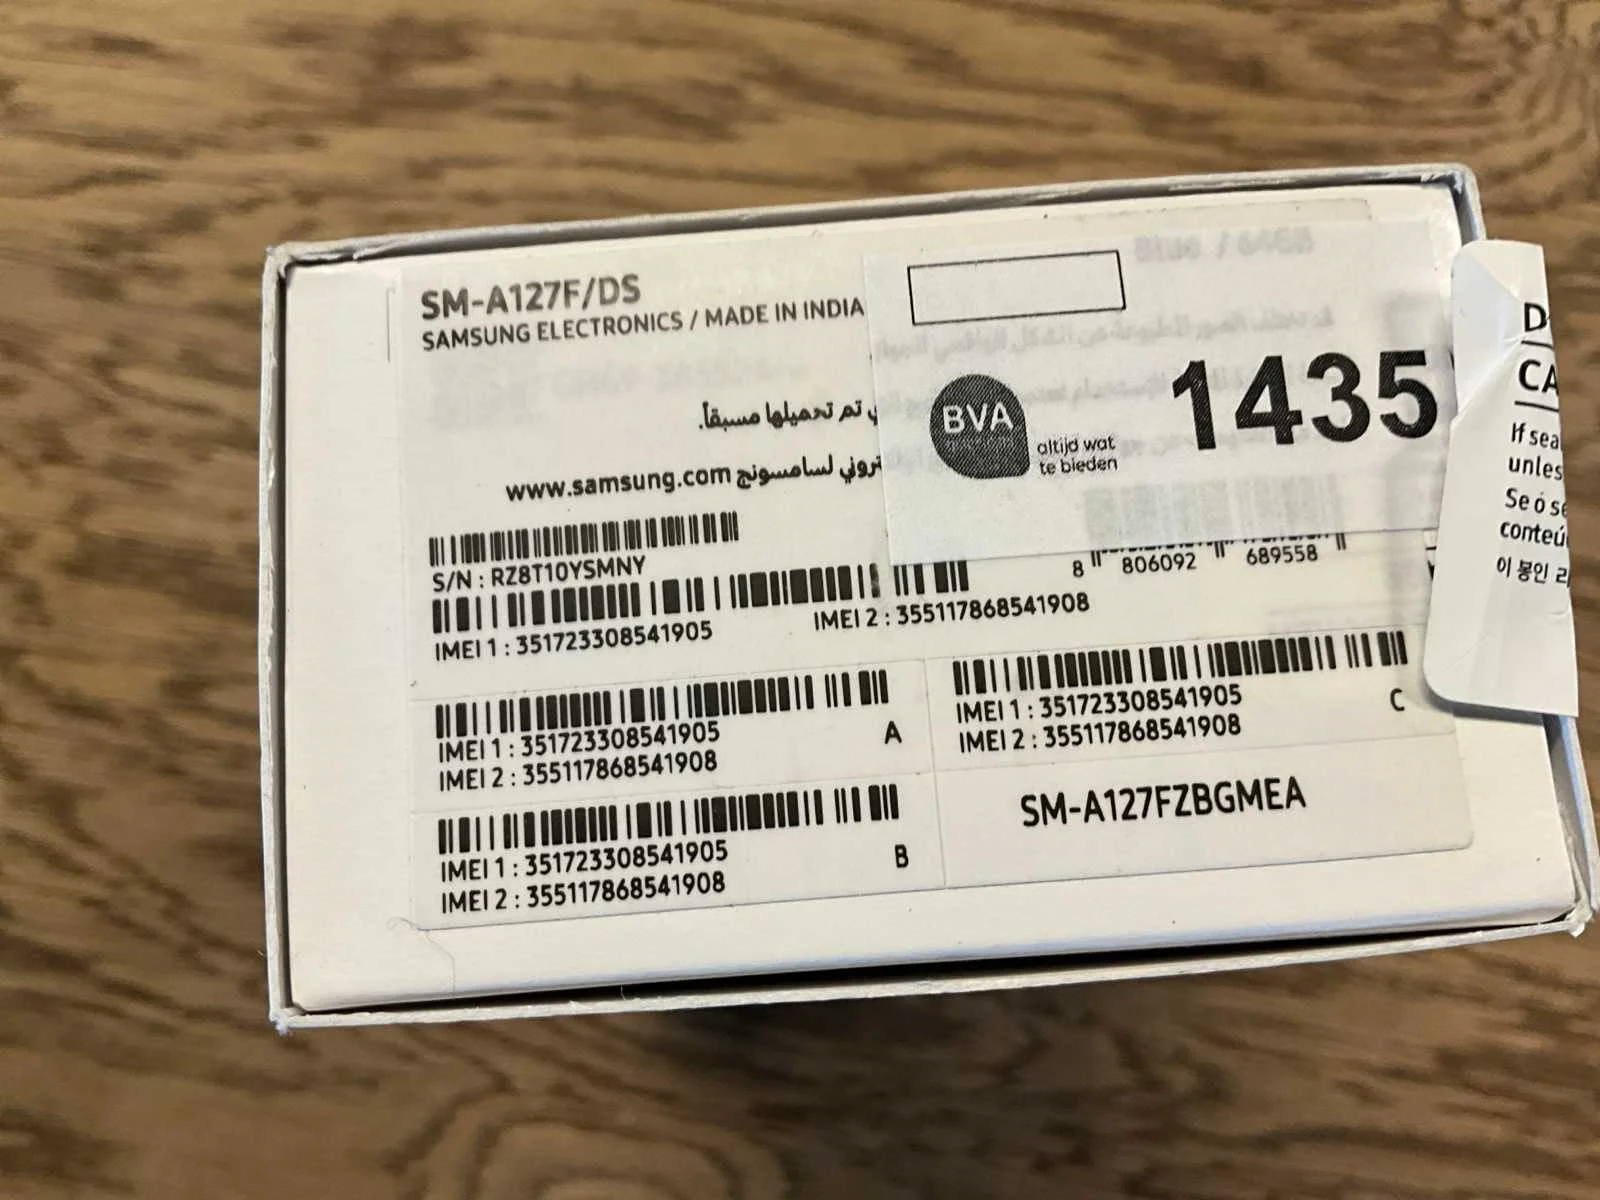 SM-A127F/DS
SAMSUNG ELECTRONICS / MADE IN INDIA
Blue / 64GB
تم تحميلها مسبقاً.
لسامسونج www.samsung.com
BVA
altijd wat
te bieden
1435
S/N : RZ8T10YSMNY
8 806092 689558
IMEI 1 : 351723308541905
IMEI 2 : 355117868541908
IMEI 1 : 351723308541905
IMEI 2 : 355117868541908
A
IMEI 1 : 351723308541905
IMEI 2 : 355117868541908
C
IMEI 1 : 351723308541905
IMEI 2 : 355117868541908
B
SM-A127FZBGMEA
D
CA
If sea
unles
Se o se
conteú
이 봉인